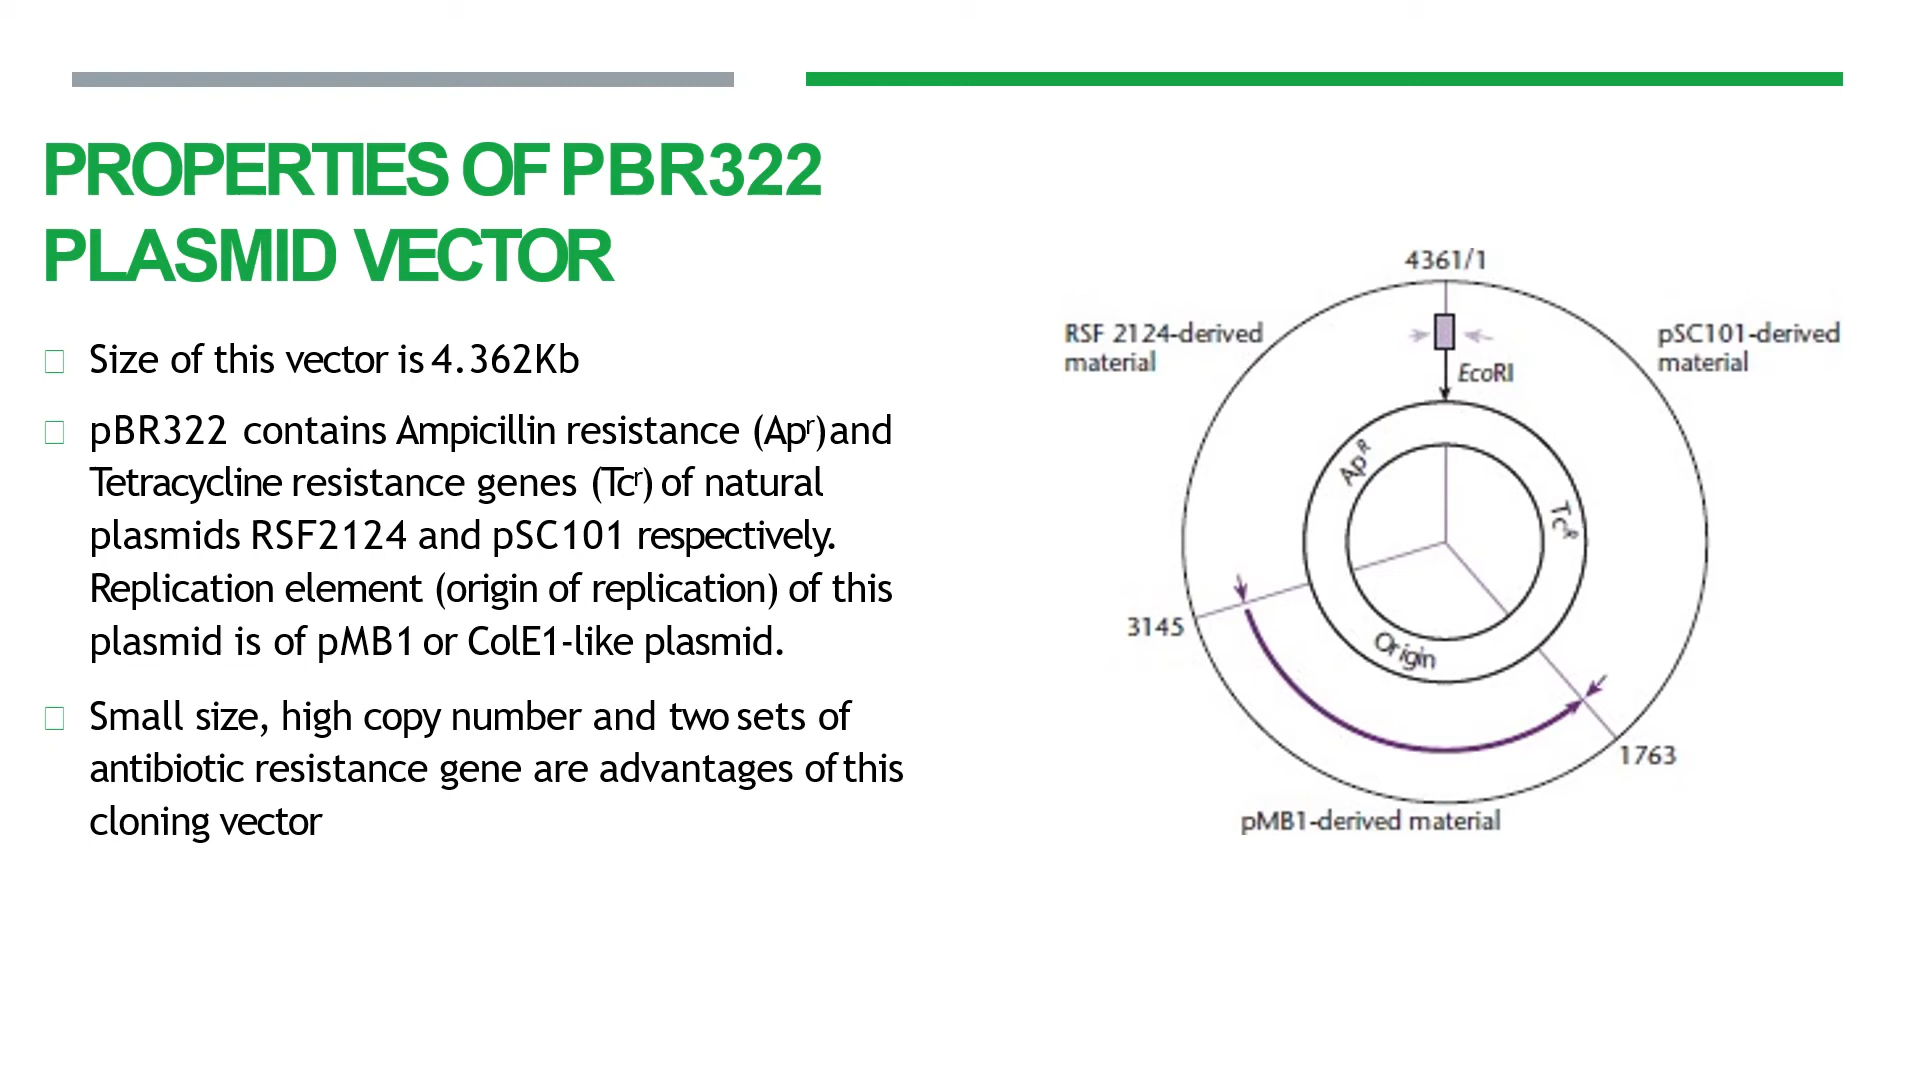 PROPERTIES OF PBR322
PLASMID VECTOR
Size of this vector is 4.362Kb
pBR322 contains Ampicillin resistance (Apʳ)and
Tetracycline resistance genes (Tcʳ) of natural
plasmids RSF2124 and pSC101 respectively.
Replication element (origin of replication) of this
plasmid is of pMB1 or ColE1-like plasmid.
Small size, high copy number and two sets of
antibiotic resistance gene are advantages of this
cloning vector
4361/1
RSF 2124-derived
material
pSC101-derived
material
EcoRI
Apᴿ
Tcᴿ
Origin
3145
1763
pMB1-derived material